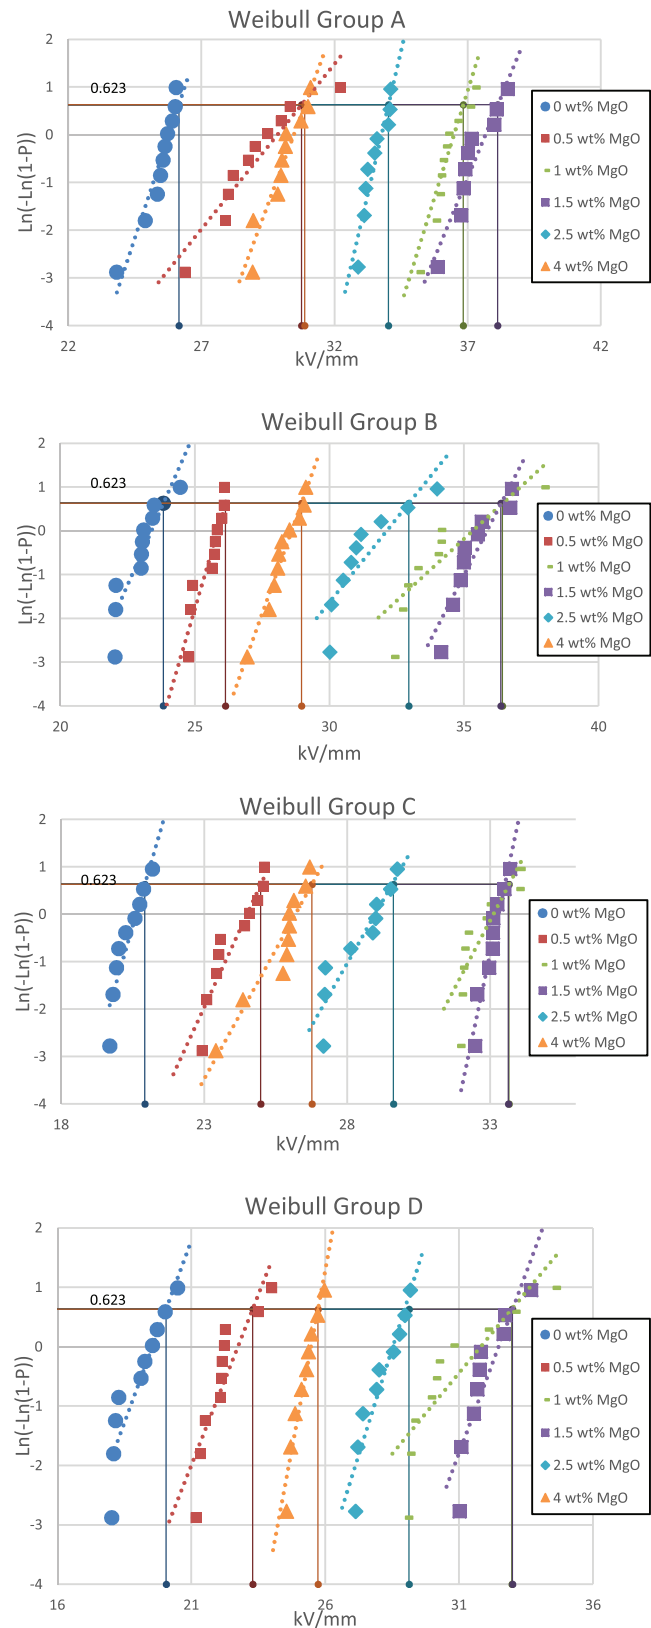 Weibull Group A
2
1
0
-1
-2
-3
-4
0.623
Ln(-Ln(1-P))
22
27
32
37
42
kV/mm
0 wt% MgO
0.5 wt% MgO
1 wt% MgO
1.5 wt% MgO
2.5 wt% MgO
4 wt% MgO
Weibull Group B
2
1
0
-1
-2
-3
-4
0.623
Ln(-Ln(1-P))
20
25
30
35
40
kV/mm
0 wt% MgO
0.5 wt% MgO
1 wt% MgO
1.5 wt% MgO
2.5 wt% MgO
4 wt% MgO
Weibull Group C
2
1
0
-1
-2
-3
-4
0.623
Ln(-Ln(1-P))
18
23
28
33
kV/mm
0 wt% MgO
0.5 wt% MgO
1 wt% MgO
1.5 wt% MgO
2.5 wt% MgO
4 wt% MgO
Weibull Group D
2
1
0
-1
-2
-3
-4
0.623
Ln(-Ln(1-P))
16
21
26
31
36
kV/mm
0 wt% MgO
0.5 wt% MgO
1 wt% MgO
1.5 wt% MgO
2.5 wt% MgO
4 wt% MgO